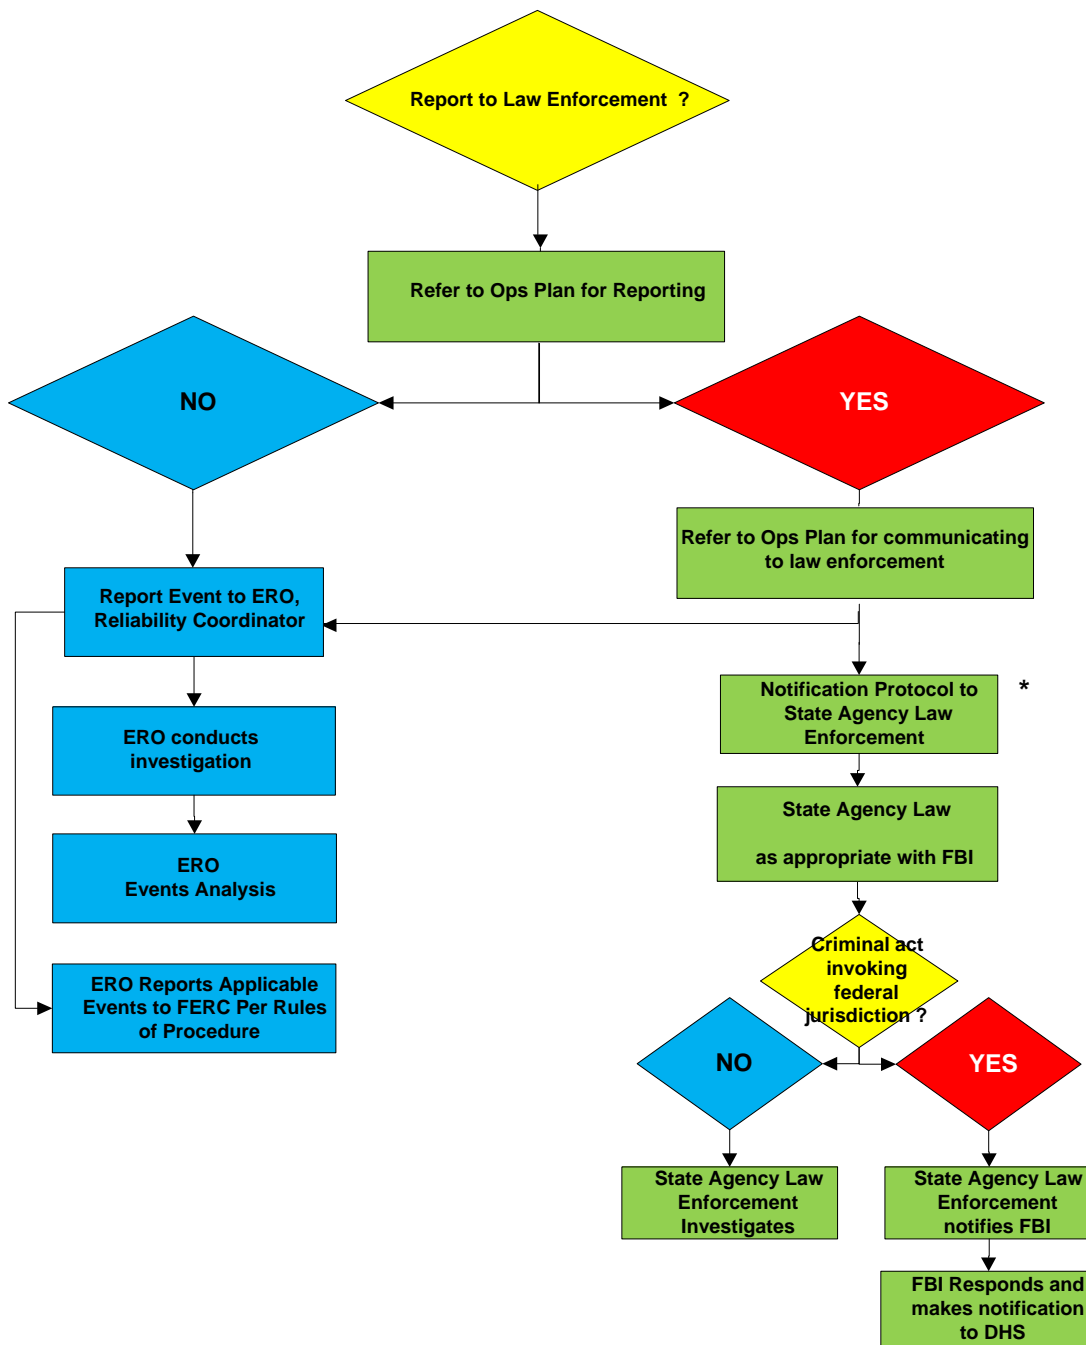 Report to Law Enforcement ?
Refer to Ops Plan for Reporting
NO
YES
Refer to Ops Plan for communicating
to law enforcement
Report Event to ERO,
Reliability Coordinator
Notification Protocol to
State Agency Law
Enforcement
*
ERO conducts
investigation
State Agency Law
as appropriate with FBI
ERO
Events Analysis
Criminal act
invoking
federal
jurisdiction ?
ERO Reports Applicable
Events to FERC Per Rules
of Procedure
NO
YES
State Agency Law
Enforcement
Investigates
State Agency Law
Enforcement
notifies FBI
FBI Responds and
makes notification
to DHS